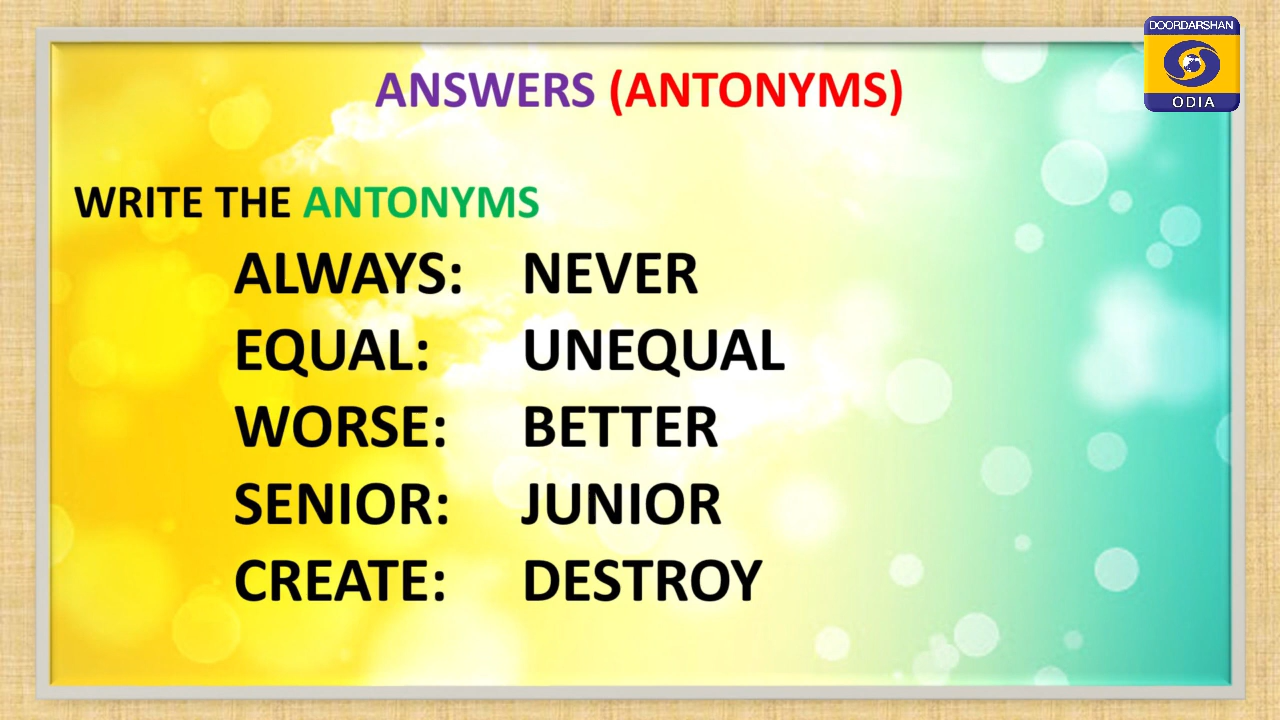 DOORDARSHAN
ODIA
ANSWERS (ANTONYMS)
WRITE THE ANTONYMS
ALWAYS: NEVER
EQUAL: UNEQUAL
WORSE: BETTER
SENIOR: JUNIOR
CREATE: DESTROY